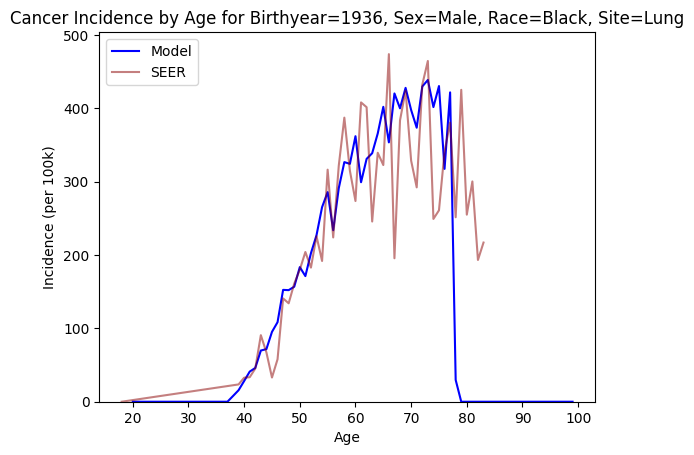 Cancer Incidence by Age for Birthyear=1936, Sex=Male, Race=Black, Site=Lung
Model
SEER
Incidence (per 100k)
500
400
300
200
100
0
20 30 40 50 60 70 80 90 100
Age